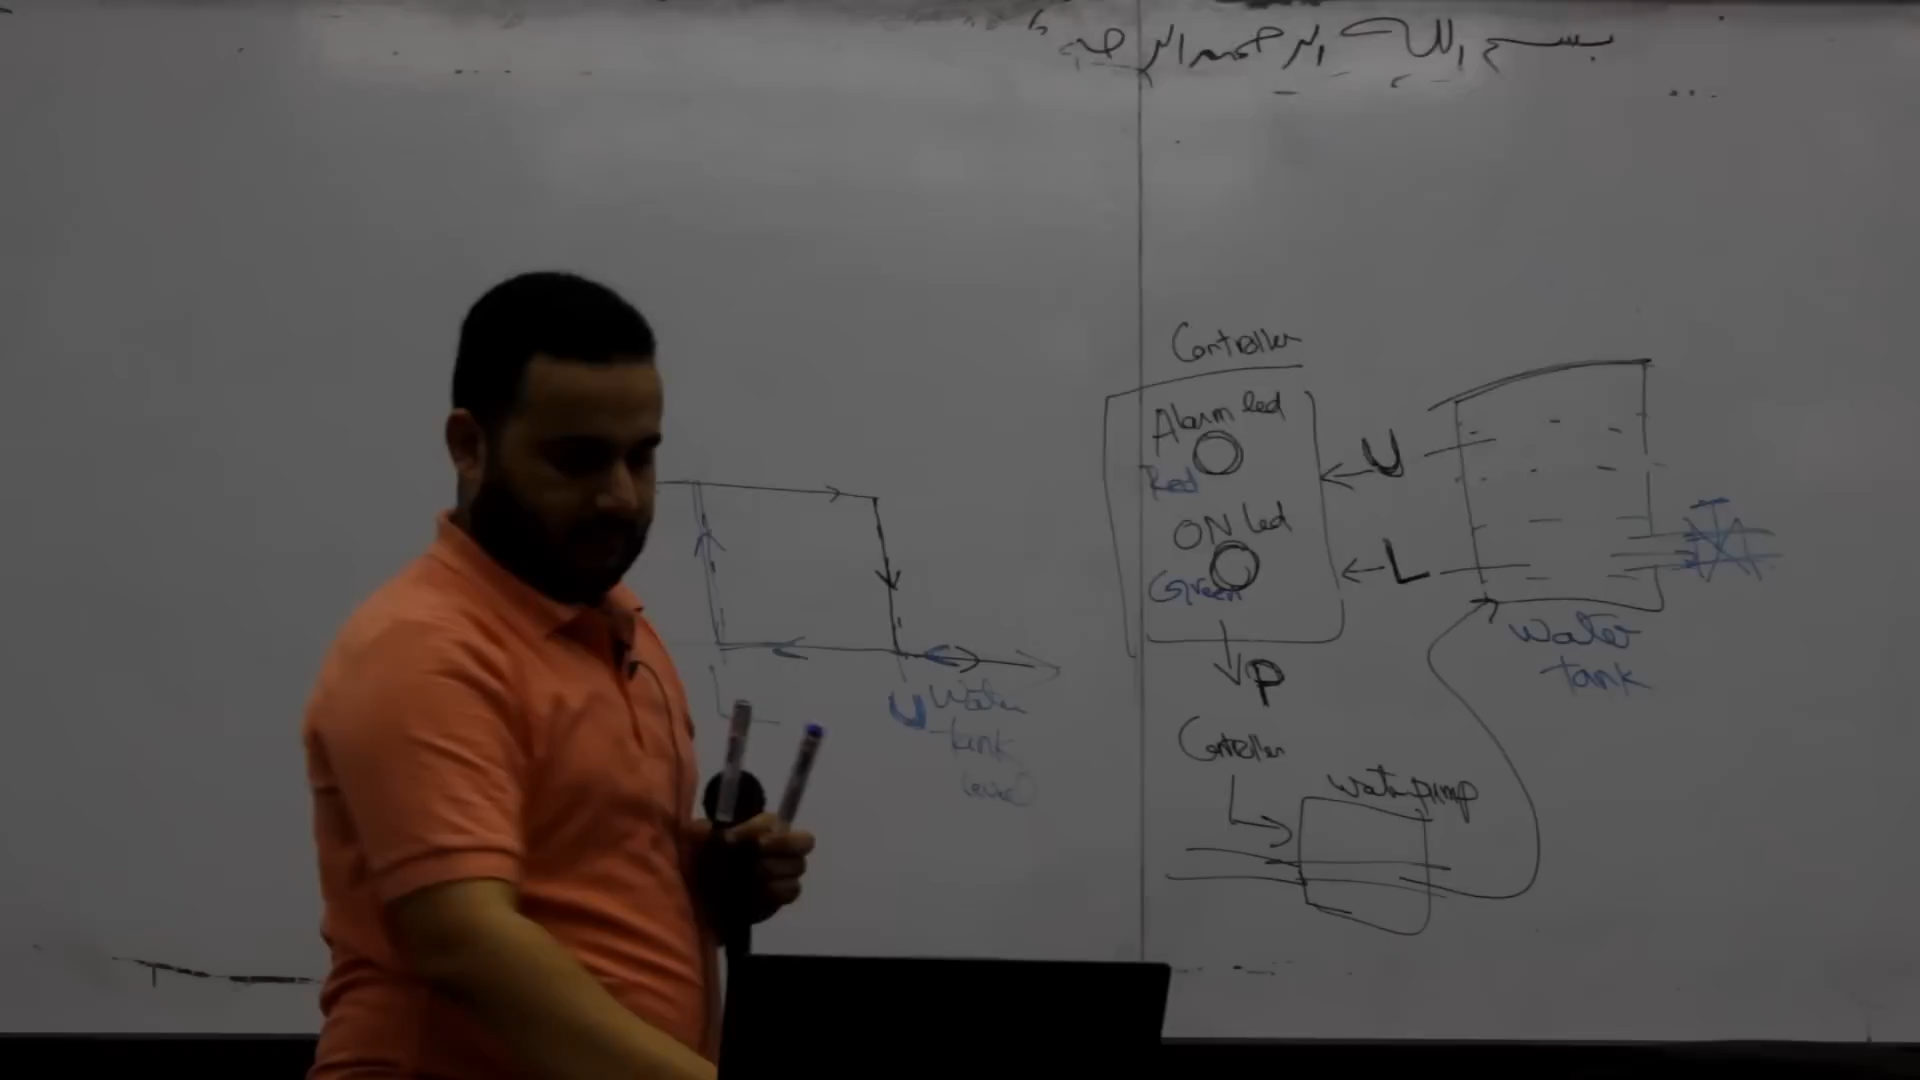 بسم الله الرحمن الرحيم
Controller
Alarm led
Red
ON led
Green
U
L
P
Water
tank
Controller
Water pump
U Water
tank
level